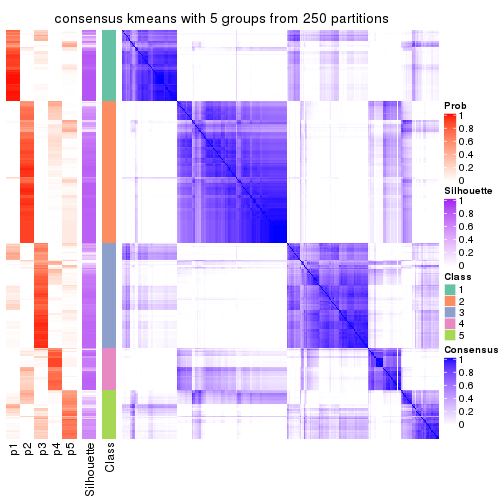 consensus kmeans with 5 groups from 250 partitions
Prob
1
0.8
0.6
0.4
0.2
0
Silhouette
1
0.8
0.6
0.4
0.2
0
Class
1
2
3
4
5
Consensus
1
0.8
0.6
0.4
0.2
0
p1
p2
p3
p4
p5
Silhouette
Class